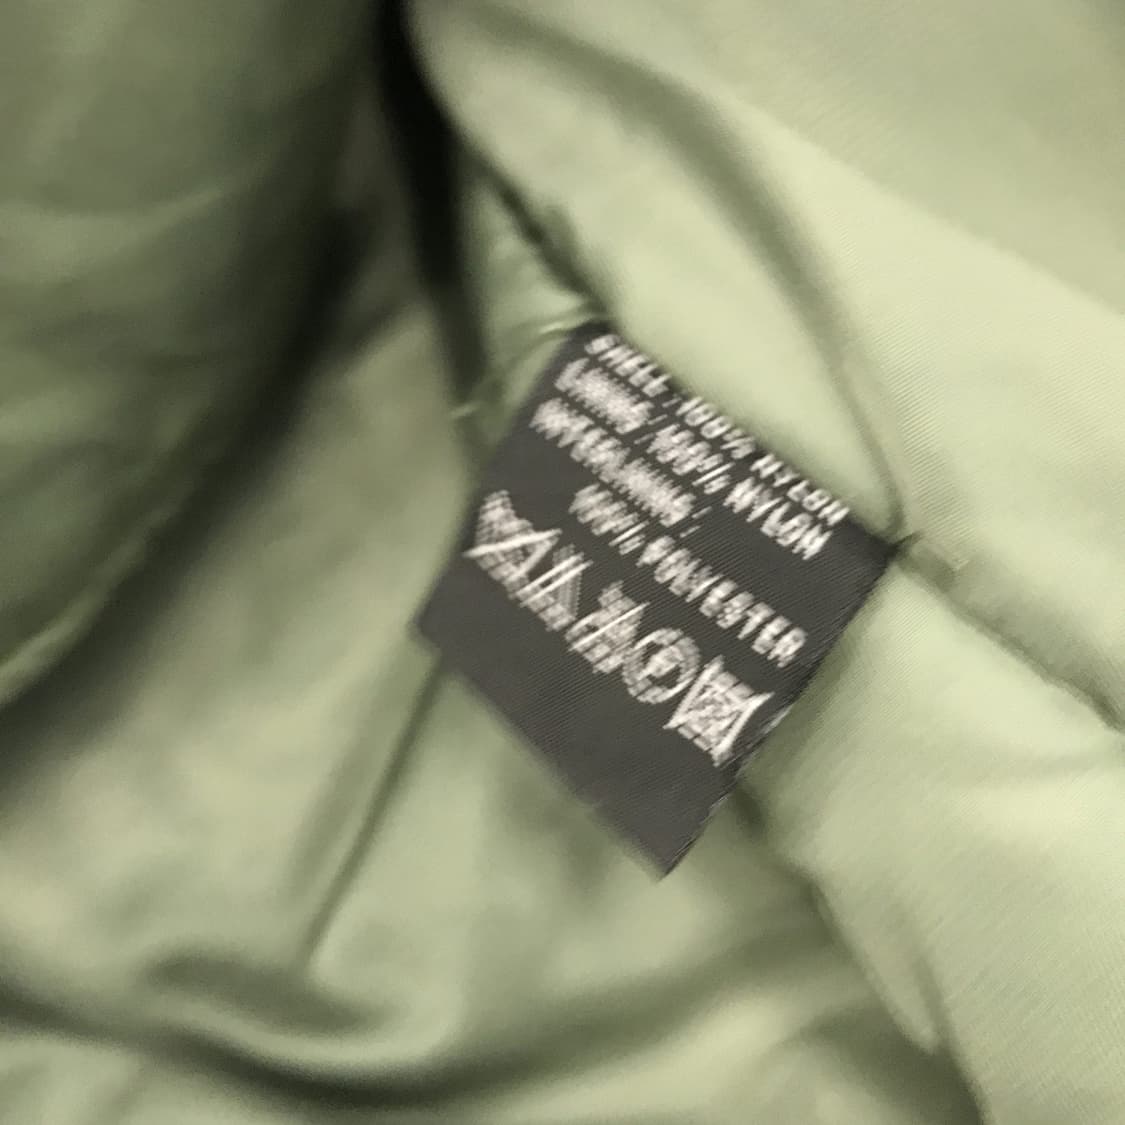 SHELL:100% NYLON
LINING:100% NYLON
INTERLINING:
100% POLYESTER